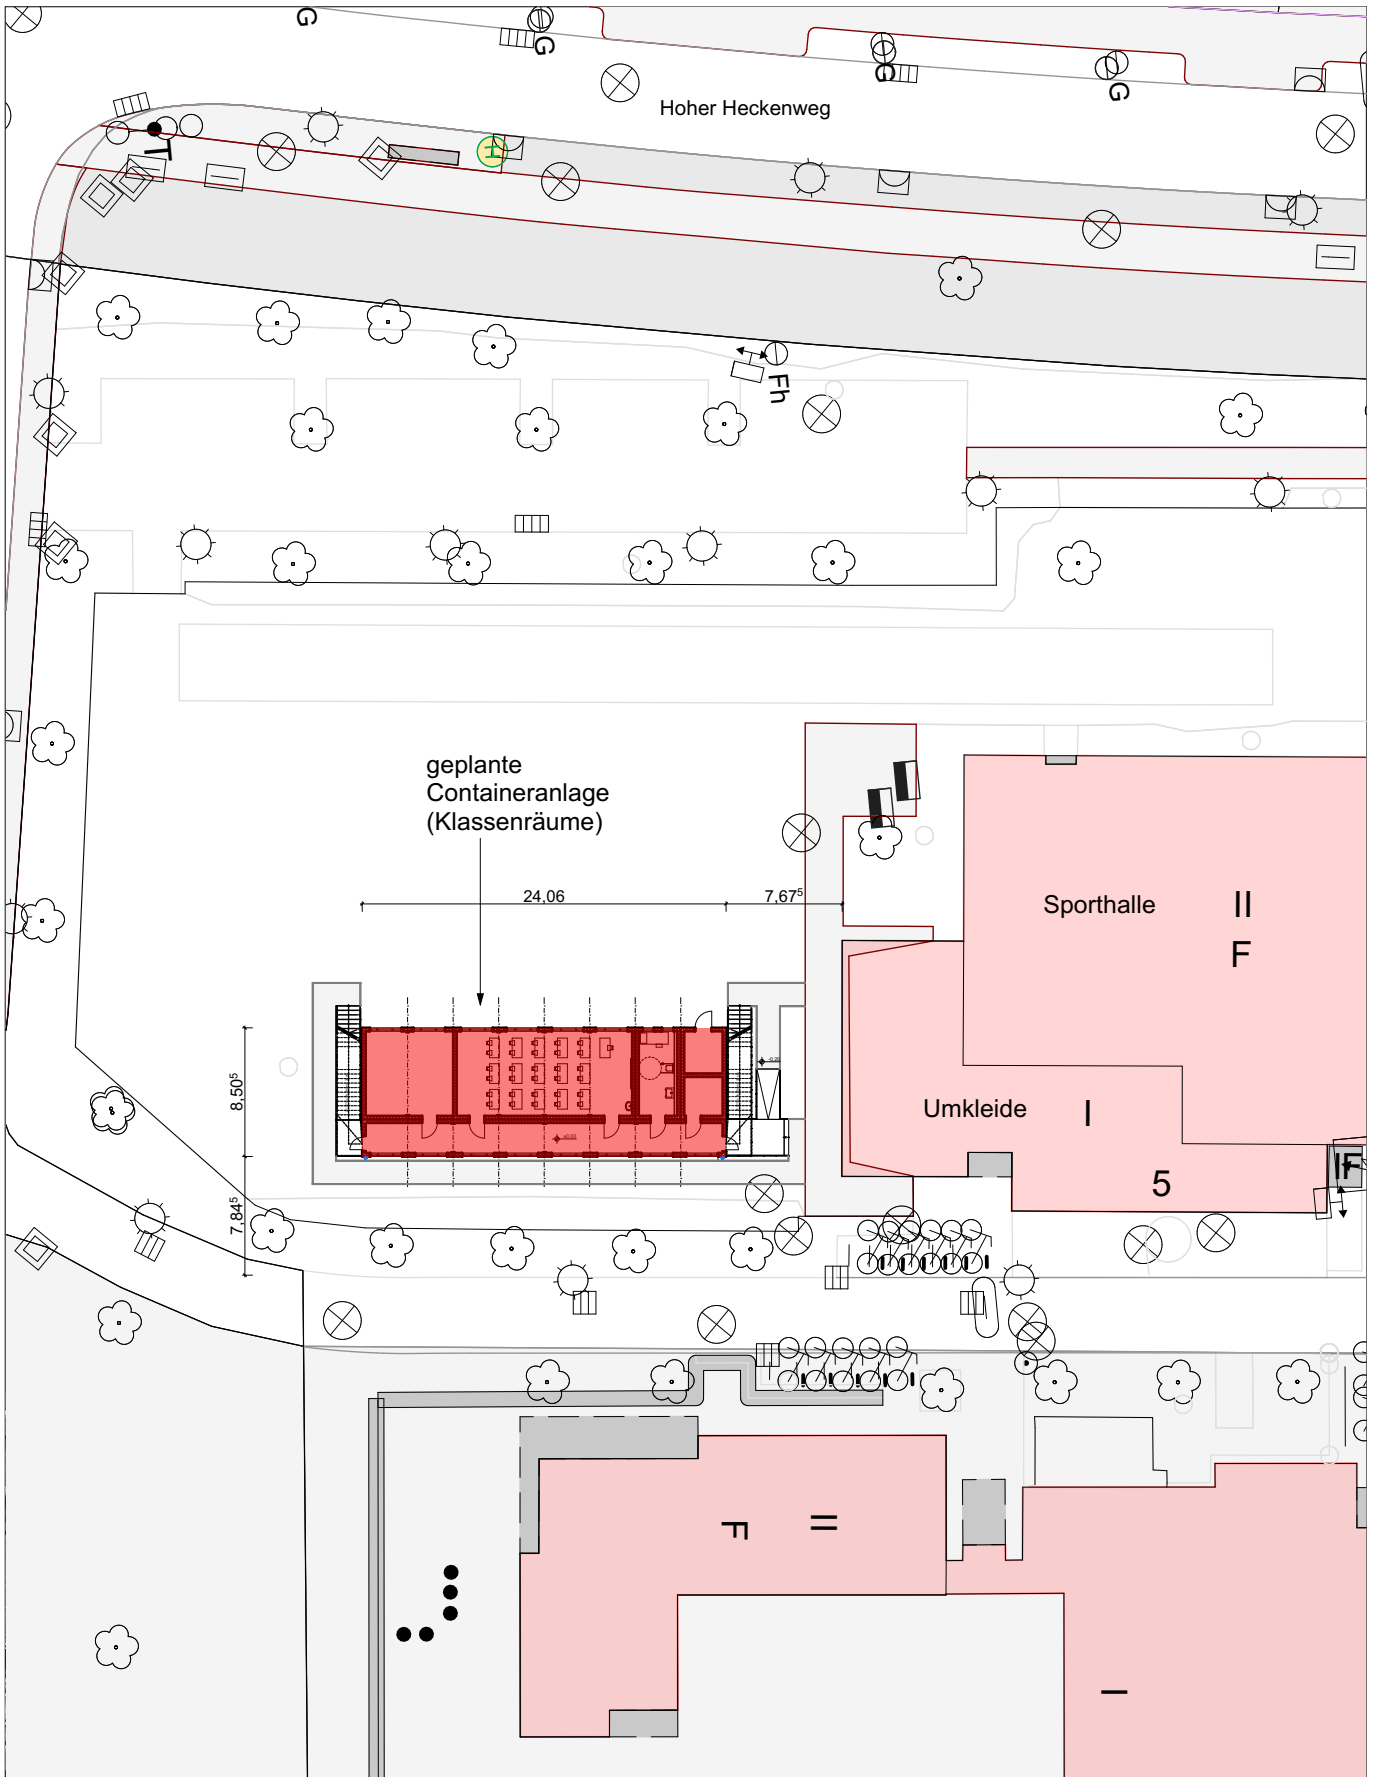 G
G
G
G
Hoher Heckenweg
T
H
Fh
geplante
Containeranlage
(Klassenräume)
24,06
7,67⁵
Sporthalle
II
F
8,50⁵
Umkleide
I
5
7,84⁵
F
II
I